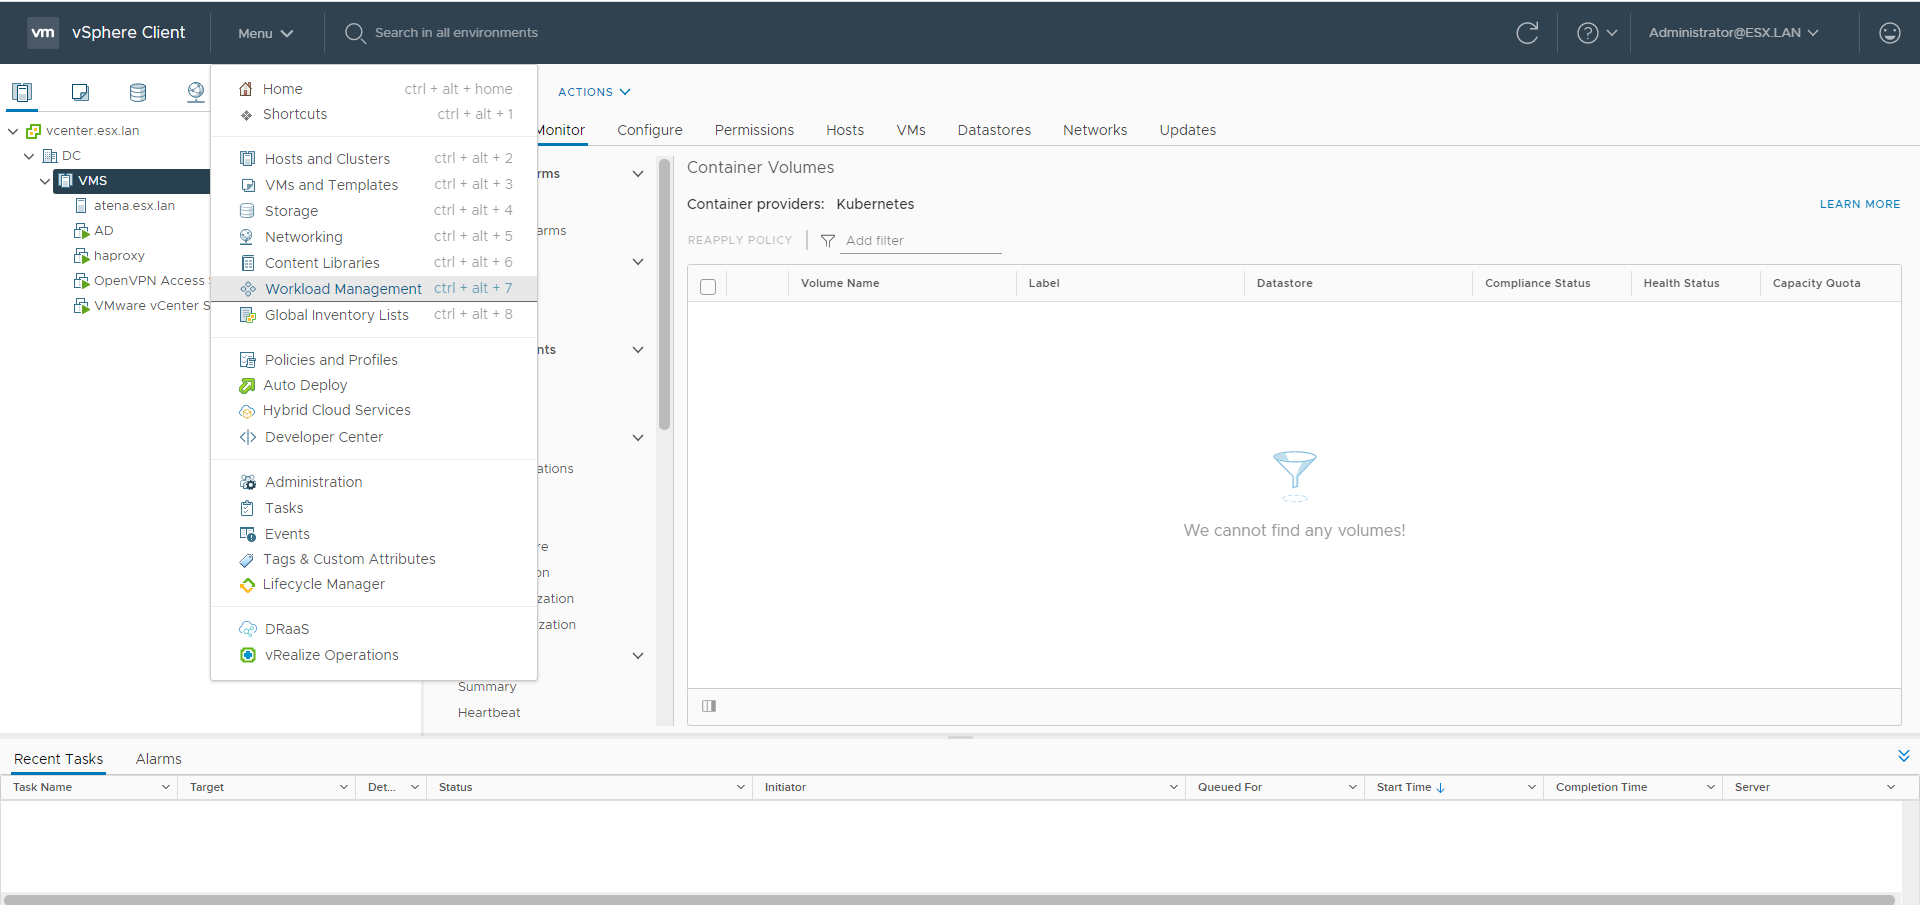 vm vSphere Client Menu Search in all environments Administrator@ESX.LAN
Home ctrl + alt + home
Shortcuts ctrl + alt + 1
Hosts and Clusters ctrl + alt + 2
VMs and Templates ctrl + alt + 3
Storage ctrl + alt + 4
Networking ctrl + alt + 5
Content Libraries ctrl + alt + 6
Workload Management ctrl + alt + 7
Global Inventory Lists ctrl + alt + 8
Policies and Profiles
Auto Deploy
Hybrid Cloud Services
Developer Center
Administration
Tasks
Events
Tags & Custom Attributes
Lifecycle Manager
DRaaS
vRealize Operations
vcenter.esx.lan
DC
VMS
atena.esx.lan
AD
haproxy
OpenVPN Access
VMware vCenter S
ACTIONS
Monitor Configure Permissions Hosts VMs Datastores Networks Updates
rms
arms
nts
ations
re
on
zation
zation
Summary
Heartbeat
Container Volumes
Container providers: Kubernetes
LEARN MORE
REAPPLY POLICY Add filter
Volume Name Label Datastore Compliance Status Health Status Capacity Quota
We cannot find any volumes!
Recent Tasks Alarms
Task Name Target Det... Status Initiator Queued For Start Time Completion Time Server